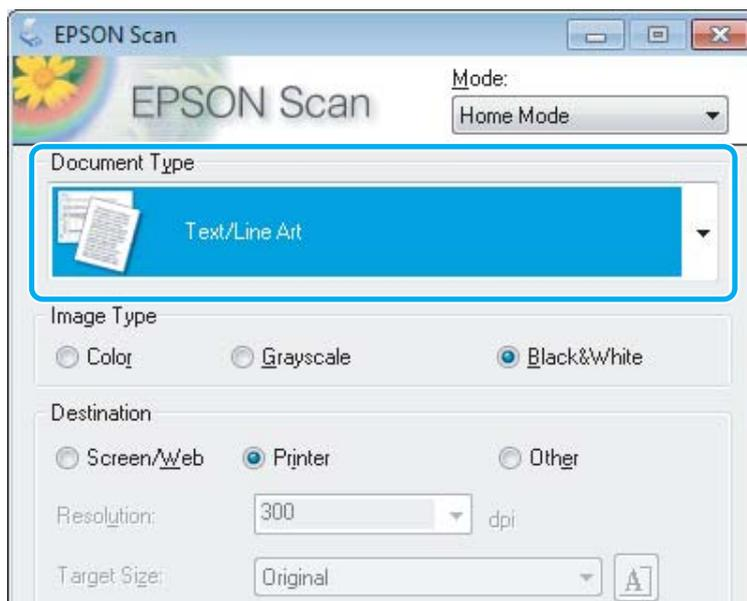 EPSON Scan
EPSON Scan
Mode:
Home Mode
Document Type
Text/Line Art
Image Type
Color Grayscale Black&White
Destination
Screen/Web Printer Other
Resolution: 300 dpi
Target Size: Original A